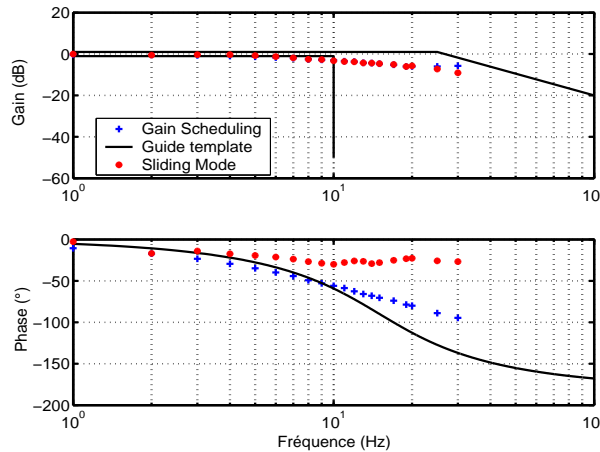 20
0
−20
−40
−60
Gain (dB)
Gain Scheduling
Guide template
Sliding Mode
10^0
10^1
10
0
−50
−100
−150
−200
Phase (°)
10^0
10^1
10
Fréquence (Hz)